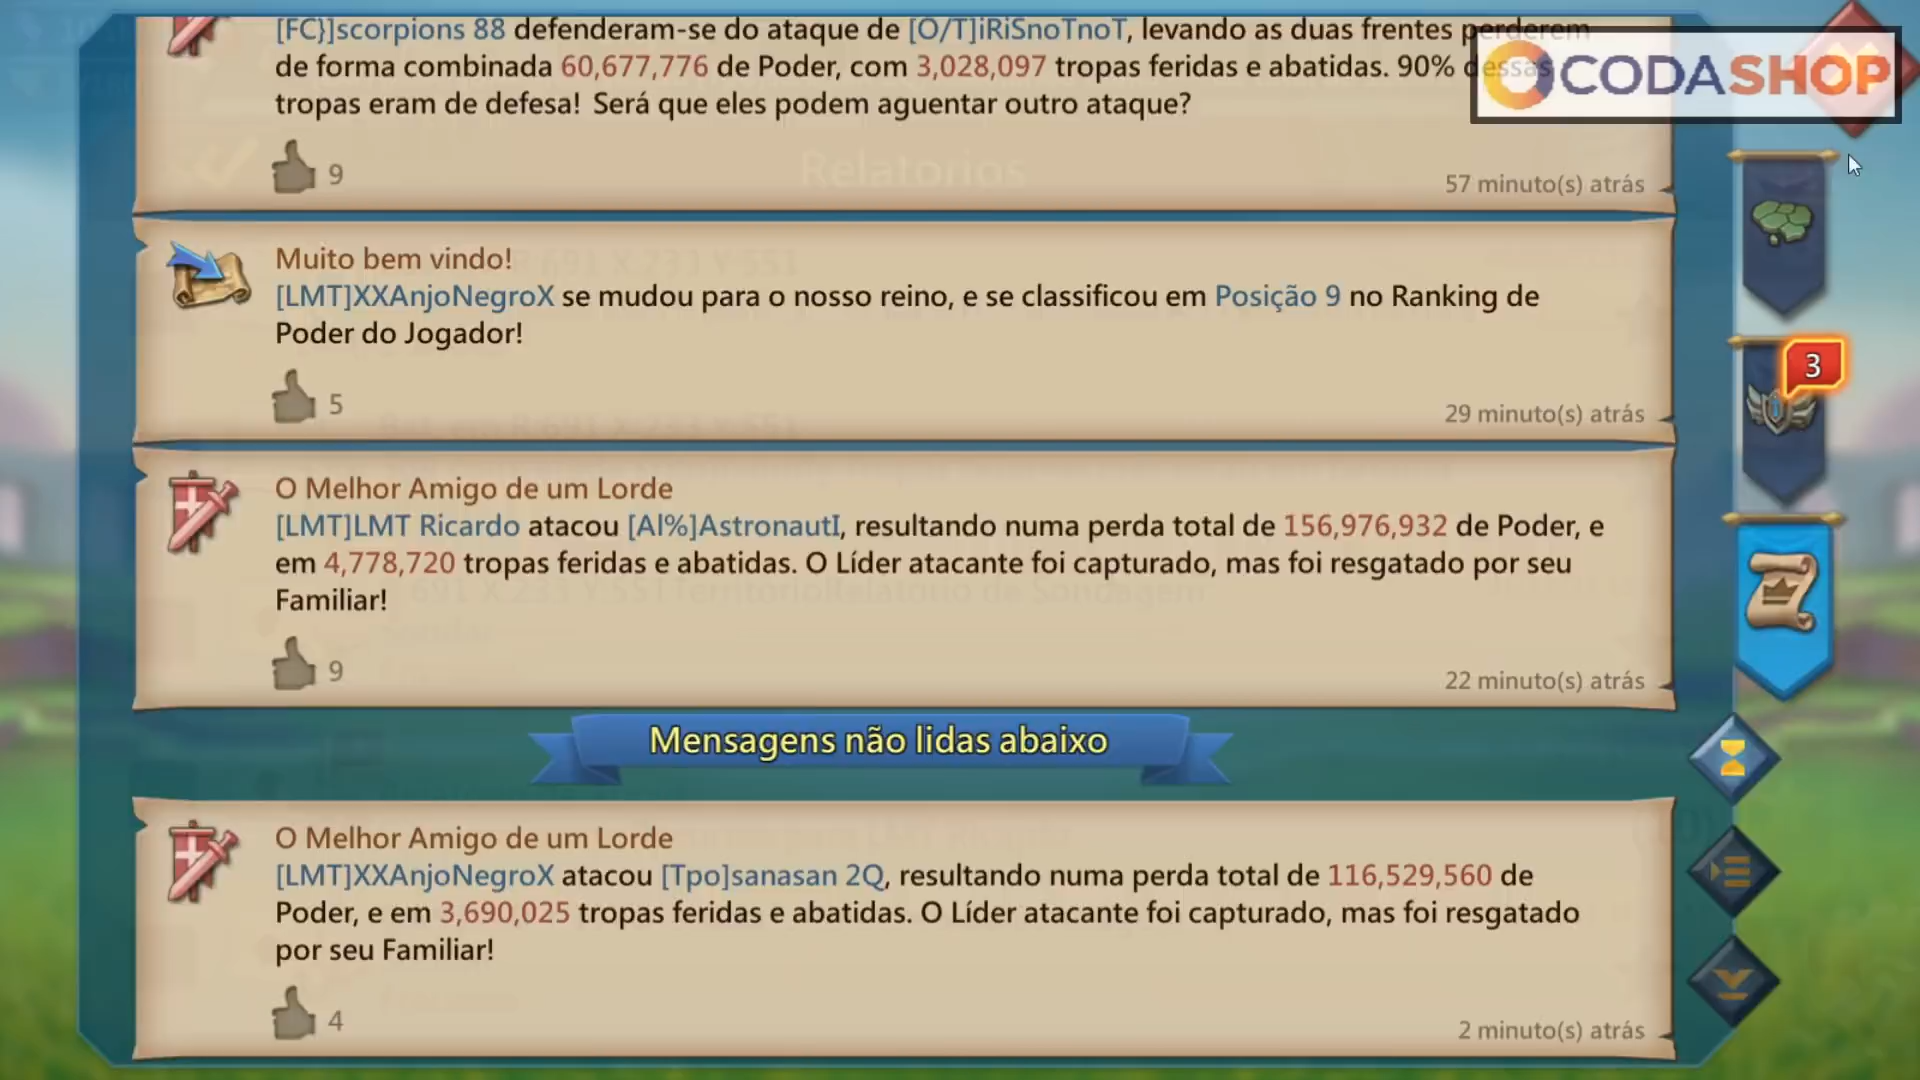 [FC}]scorpions 88 defenderam-se do ataque de [O/T]iRiSnoTnoT, levando as duas frentes perderem
de forma combinada 60,677,776 de Poder, com 3,028,097 tropas feridas e abatidas. 90% dessas
CODASHOP
tropas eram de defesa! Será que eles podem aguentar outro ataque?
Relatórios
9
57 minuto(s) atrás
Muito bem vindo!
[LMT]XXAnjoNegroX se mudou para o nosso reino, e se classificou em Posição 9 no Ranking de
Poder do Jogador!
5
29 minuto(s) atrás
3
O Melhor Amigo de um Lorde
[LMT]LMT Ricardo atacou [Al%]AstronautI, resultando numa perda total de 156,976,932 de Poder, e
em 4,778,720 tropas feridas e abatidas. O Líder atacante foi capturado, mas foi resgatado por seu
Familiar!
9
22 minuto(s) atrás
Mensagens não lidas abaixo
O Melhor Amigo de um Lorde
[LMT]XXAnjoNegroX atacou [Tpo]sanasan 2Q, resultando numa perda total de 116,529,560 de
Poder, e em 3,690,025 tropas feridas e abatidas. O Líder atacante foi capturado, mas foi resgatado
por seu Familiar!
4
2 minuto(s) atrás